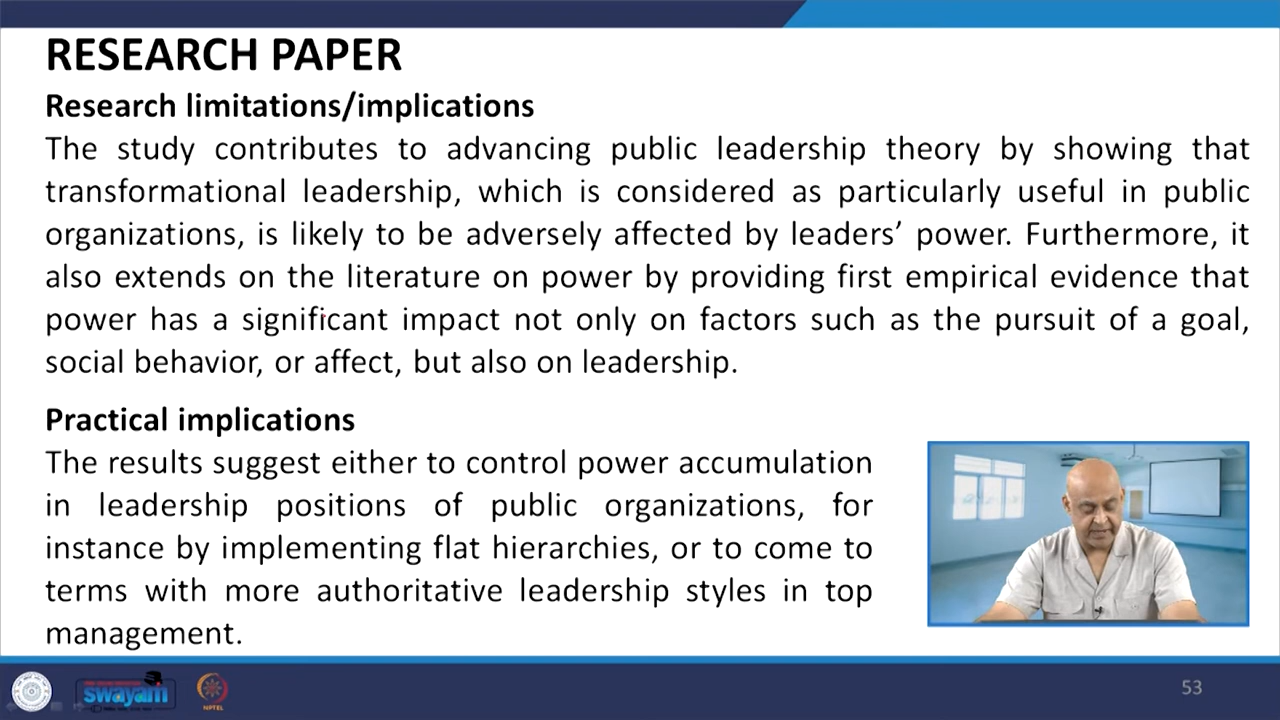 RESEARCH PAPER
Research limitations/implications
The study contributes to advancing public leadership theory by showing that
transformational leadership, which is considered as particularly useful in public
organizations, is likely to be adversely affected by leaders’ power. Furthermore, it
also extends on the literature on power by providing first empirical evidence that
power has a significant impact not only on factors such as the pursuit of a goal,
social behavior, or affect, but also on leadership.
Practical implications
The results suggest either to control power accumulation
in leadership positions of public organizations, for
instance by implementing flat hierarchies, or to come to
terms with more authoritative leadership styles in top
management.
swayam
NPTEL
53